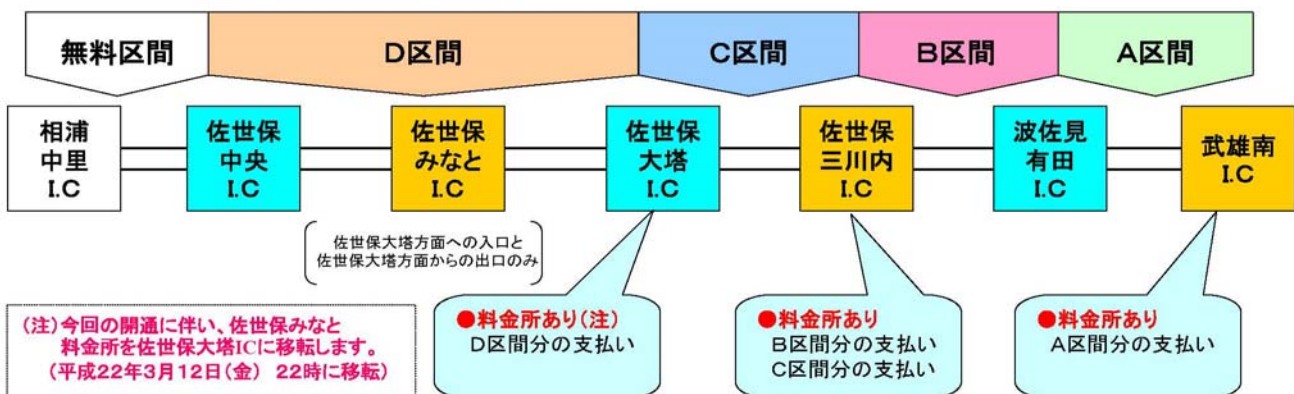 無料区間
D区間
C区間
B区間
A区間
相浦
中里
I.C
佐世保
中央
I.C
佐世保
みなと
I.C
佐世保
大塔
I.C
佐世保
三川内
I.C
波佐見
有田
I.C
武雄南
I.C
佐世保大塔方面への入口と
佐世保大塔方面からの出口のみ
(注)今回の開通に伴い、佐世保みなと
料金所を佐世保大塔ICに移転します。
(平成22年3月12日(金) 22時に移転)
●料金所あり(注)
D区間分の支払い
●料金所あり
B区間分の支払い
C区間分の支払い
●料金所あり
A区間分の支払い